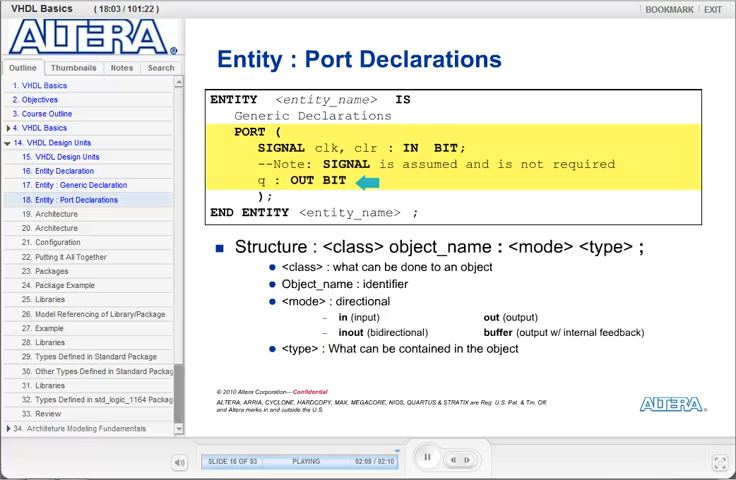 VHDL Basics ( 18:03 / 101:22 )
BOOKMARK EXIT
ALTERA®
Outline Thumbnails Notes Search
1. VHDL Basics
2. Objectives
3. Course Outline
4. VHDL Basics
14. VHDL Design Units
15. VHDL Design Units
16. Entity Declaration
17. Entity : Generic Declaration
18. Entity : Port Declarations
19. Architecture
20. Architecture
21. Configuration
22. Putting It All Together
23. Packages
24. Package Example
25. Libraries
26. Model Referencing of Library/Package
27. Example
28. Libraries
29. Types Defined in Standard Package
30. Other Types Defined in Standard Packag
31. Libraries
32. Types Defined in std_logic_1164 Packag
33. Review
34. Architeture Modeling Fundamentals
Entity : Port Declarations
ENTITY <entity_name> IS
Generic Declarations
PORT (
SIGNAL clk, clr : IN BIT;
--Note: SIGNAL is assumed and is not required
q : OUT BIT
);
END ENTITY <entity_name> ;
Structure : <class> object_name : <mode> <type> ;
<class> : what can be done to an object
Object_name : identifier
<mode> : directional
– in (input) out (output)
– inout (bidirectional) buffer (output w/ internal feedback)
<type> : What can be contained in the object
© 2010 Altera Corporation—Confidential
ALTERA, ARRIA, CYCLONE, HARDCOPY, MAX, MEGACORE, NIOS, QUARTUS & STRATIX are Reg. U.S. Pat. & Tm. Off.
and Altera marks in and outside the U.S.
ALTERA®
SLIDE 18 OF 83 PLAYING 02:09 / 02:10